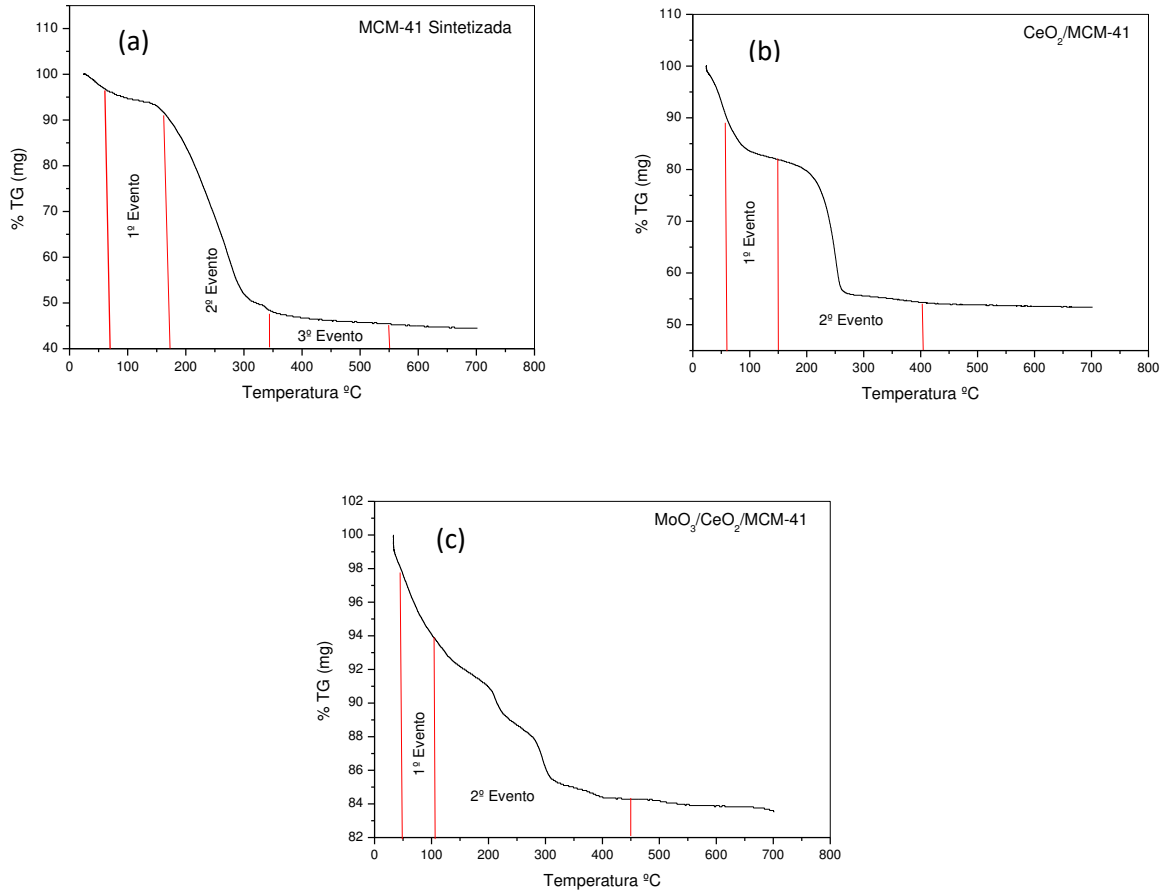 (a)
MCM-41 Sintetizada
110
100
90
80
70
60
50
40
% TG (mg)
1º Evento
2º Evento
3º Evento
0 100 200 300 400 500 600 700 800
Temperatura ºC
(b)
CeO2/MCM-41
110
100
90
80
70
60
50
% TG (mg)
1º Evento
2º Evento
0 100 200 300 400 500 600 700 800
Temperatura ºC
(c)
MoO3/CeO2/MCM-41
102
100
98
96
94
92
90
88
86
84
82
% TG (mg)
1º Evento
2º Evento
0 100 200 300 400 500 600 700 800
Temperatura ºC